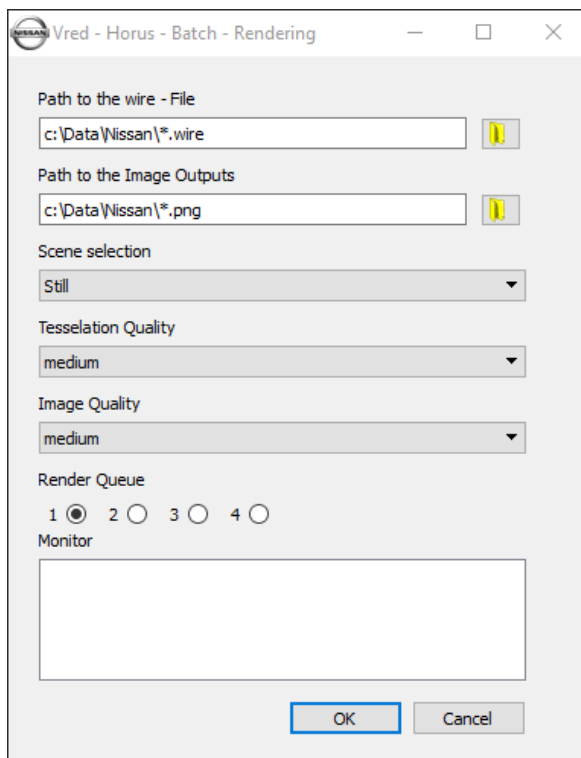 NISSAN Vred - Horus - Batch - Rendering
Path to the wire - File
c:\Data\Nissan\*.wire
Path to the Image Outputs
c:\Data\Nissan\*.png
Scene selection
Still
Tesselation Quality
medium
Image Quality
medium
Render Queue
1 2 3 4
Monitor
OK Cancel